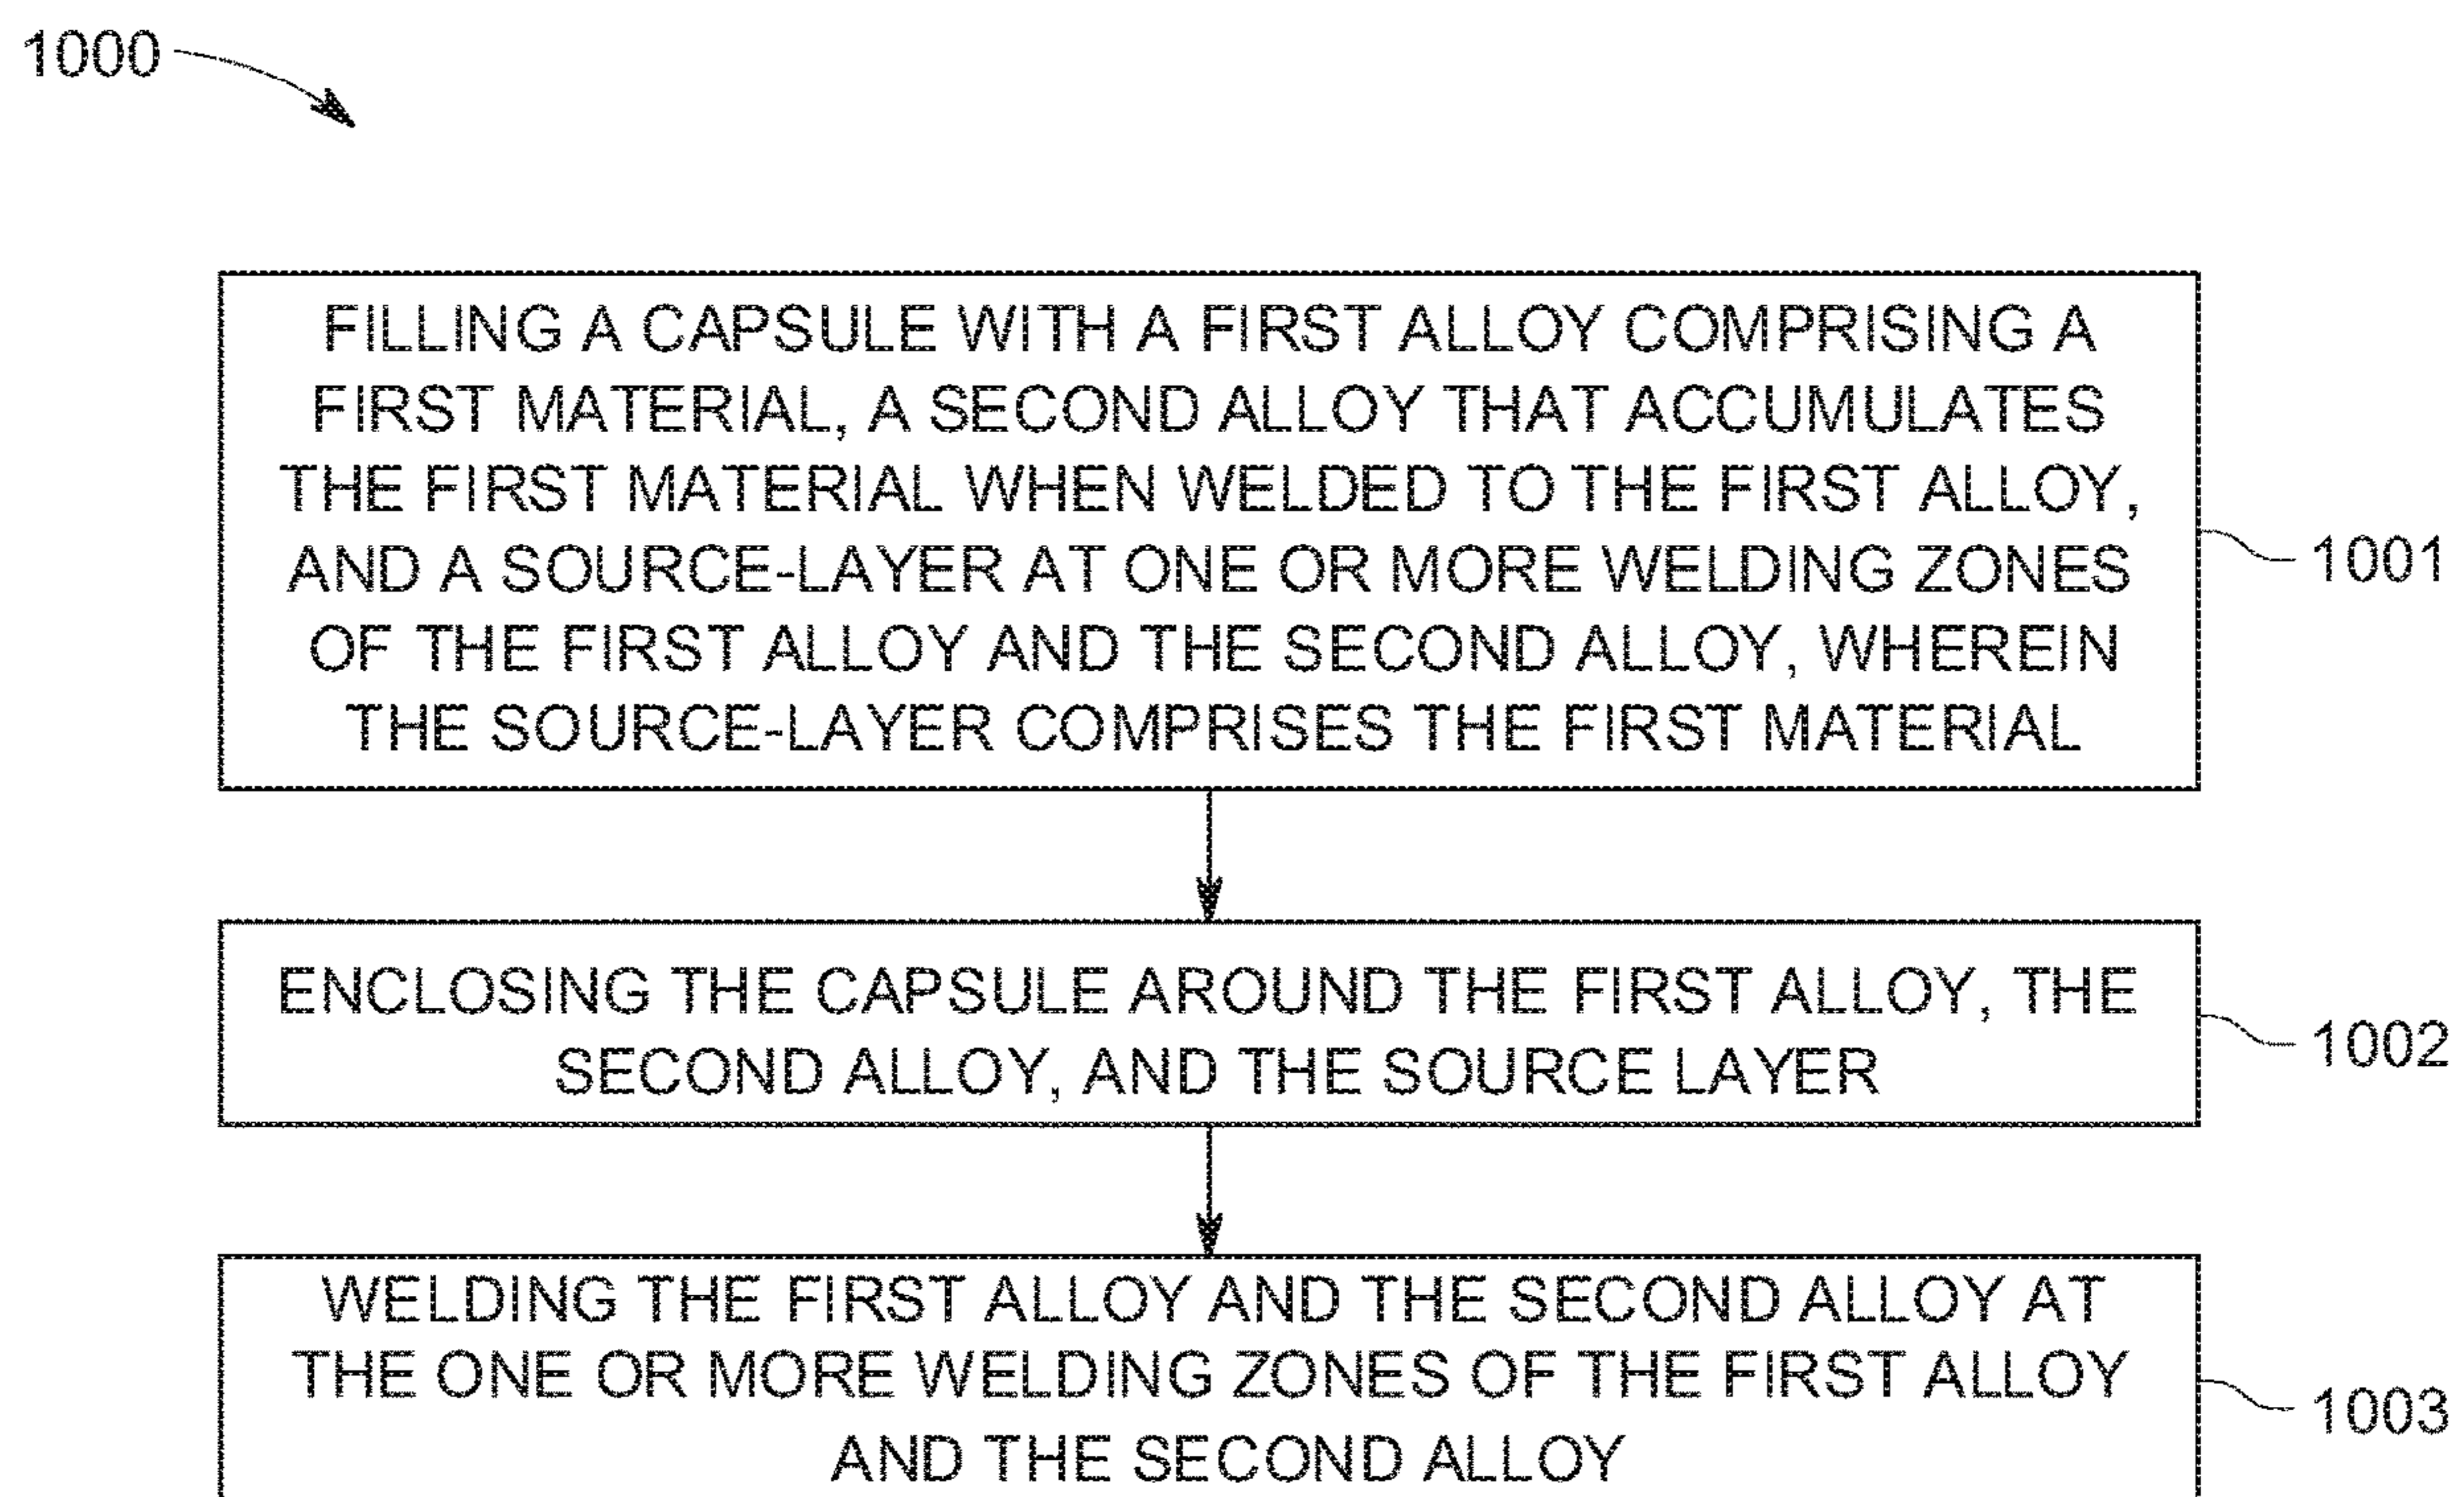 1000
FILLING A CAPSULE WITH A FIRST ALLOY COMPRISING A
FIRST MATERIAL, A SECOND ALLOY THAT ACCUMULATES
THE FIRST MATERIAL WHEN WELDED TO THE FIRST ALLOY,
AND A SOURCE-LAYER AT ONE OR MORE WELDING ZONES
OF THE FIRST ALLOY AND THE SECOND ALLOY, WHEREIN
THE SOURCE-LAYER COMPRISES THE FIRST MATERIAL
1001
ENCLOSING THE CAPSULE AROUND THE FIRST ALLOY, THE
SECOND ALLOY, AND THE SOURCE LAYER
1002
WELDING THE FIRST ALLOY AND THE SECOND ALLOY AT
THE ONE OR MORE WELDING ZONES OF THE FIRST ALLOY
AND THE SECOND ALLOY
1003